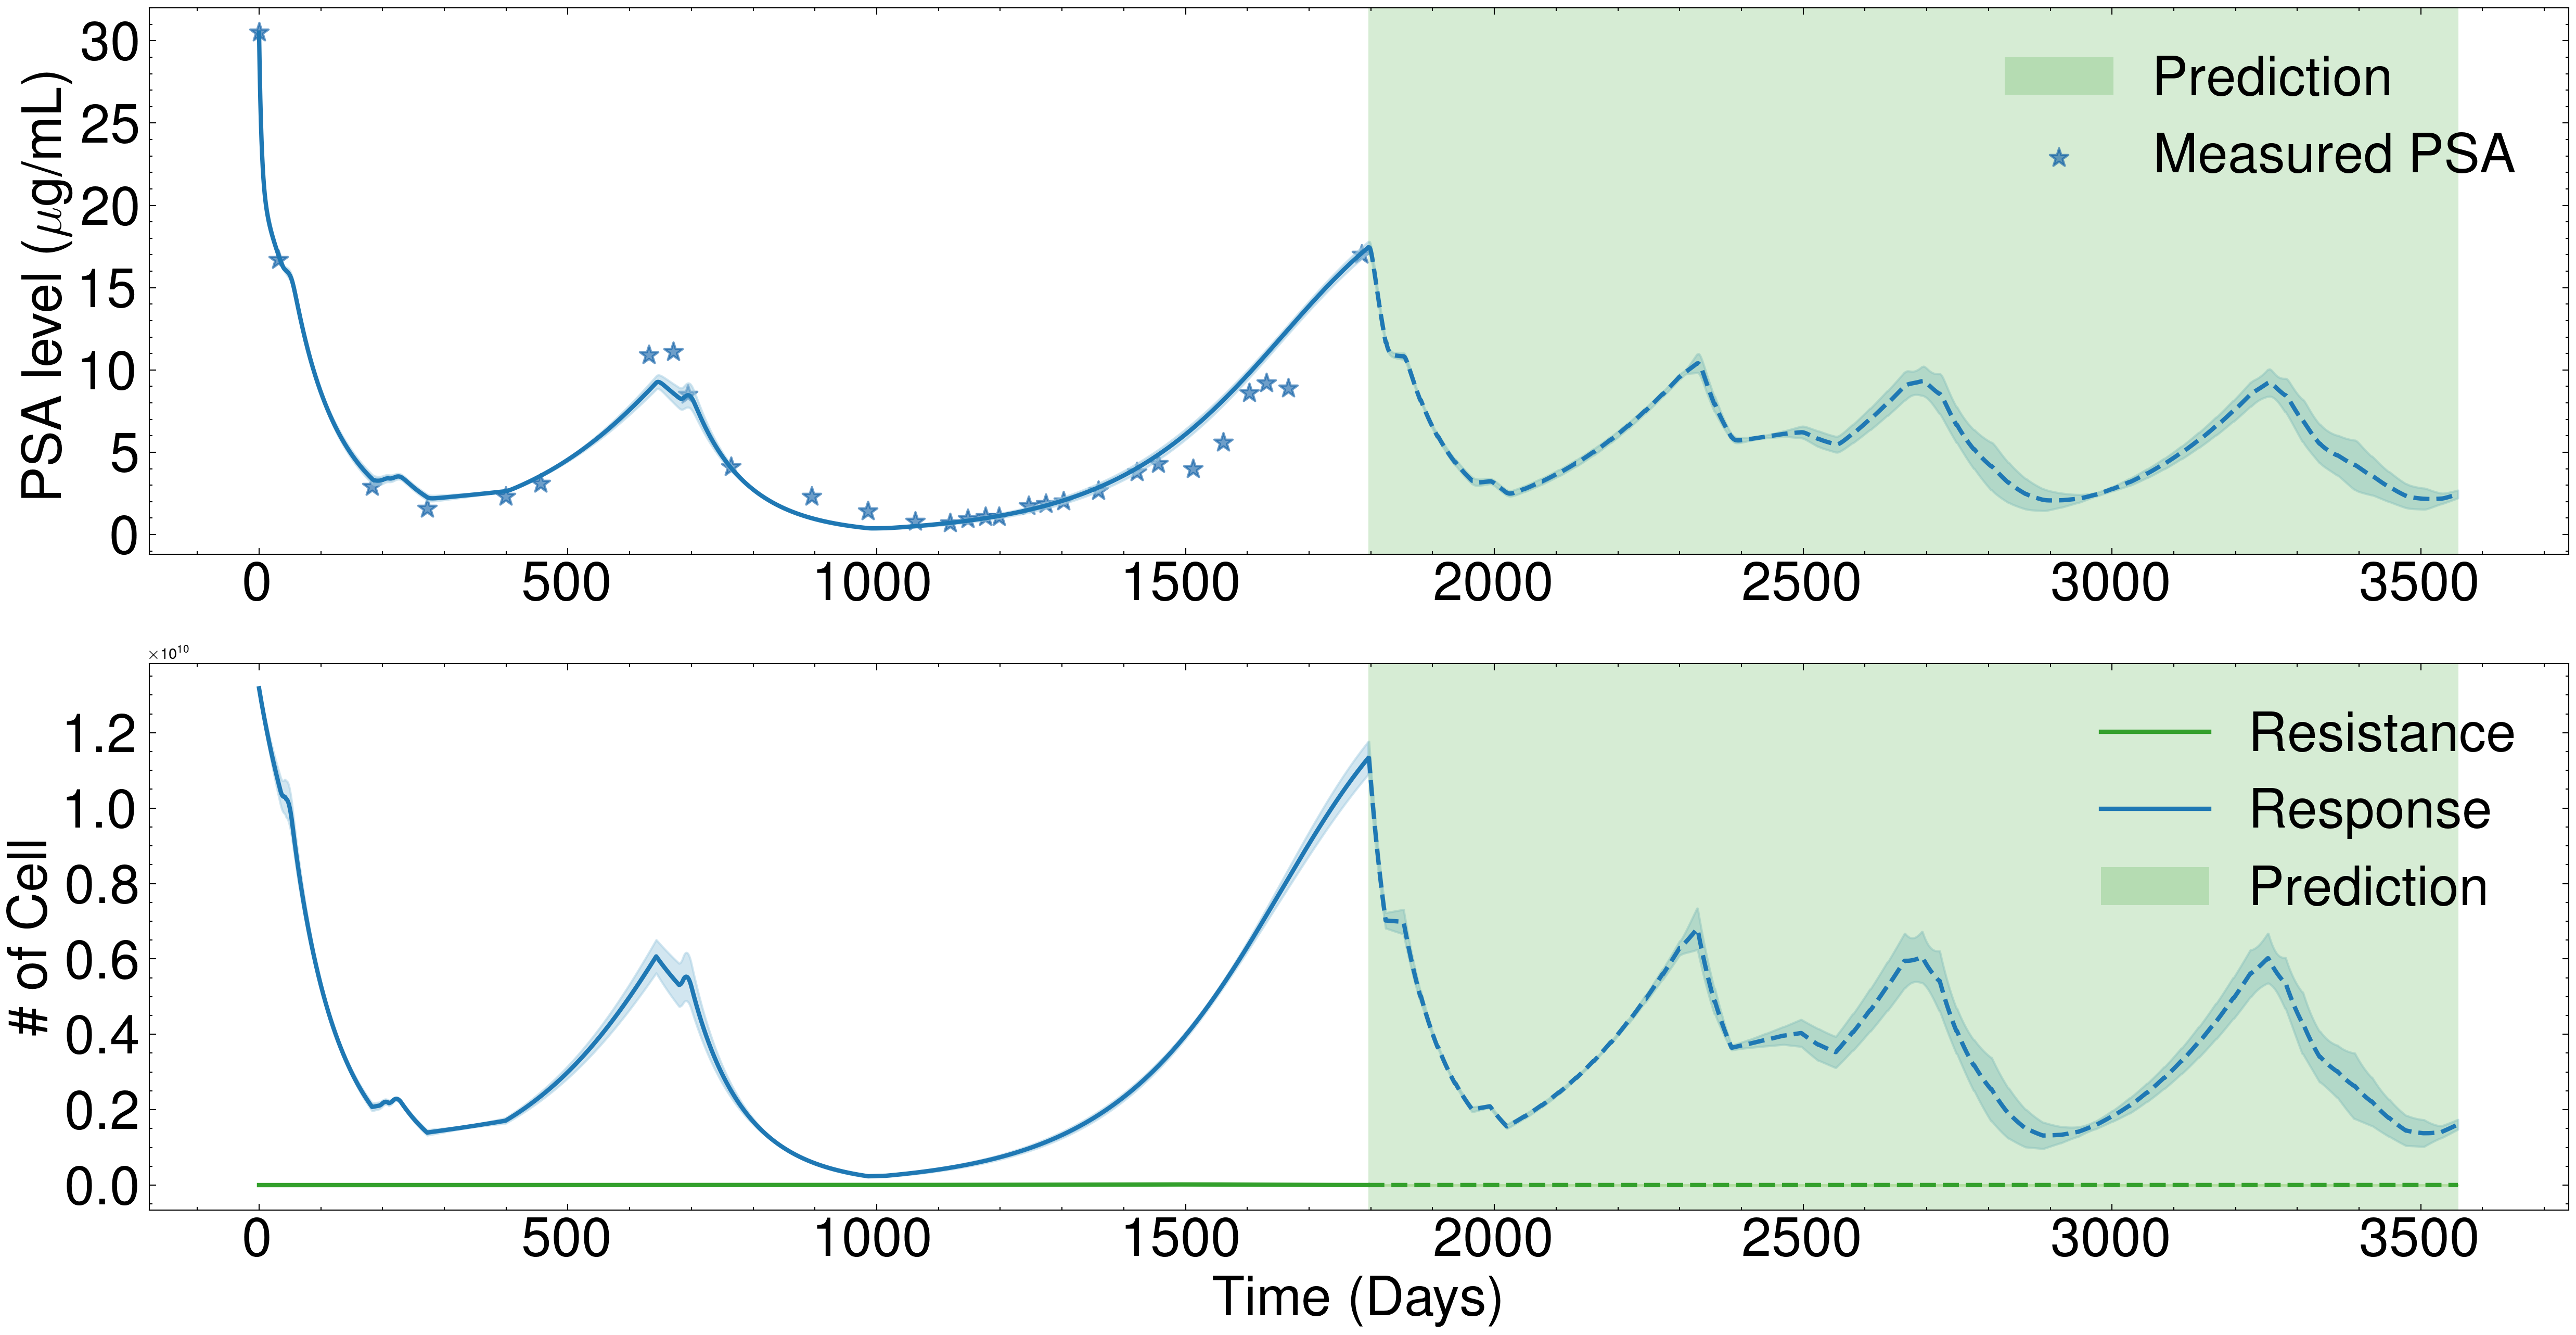 PSA level (μg/mL)
30
25
20
15
10
5
0
Prediction
Measured PSA
0 500 1000 1500 2000 2500 3000 3500
×10¹⁰
# of Cell
1.2
1.0
0.8
0.6
0.4
0.2
0.0
Resistance
Response
Prediction
0 500 1000 1500 2000 2500 3000 3500
Time (Days)